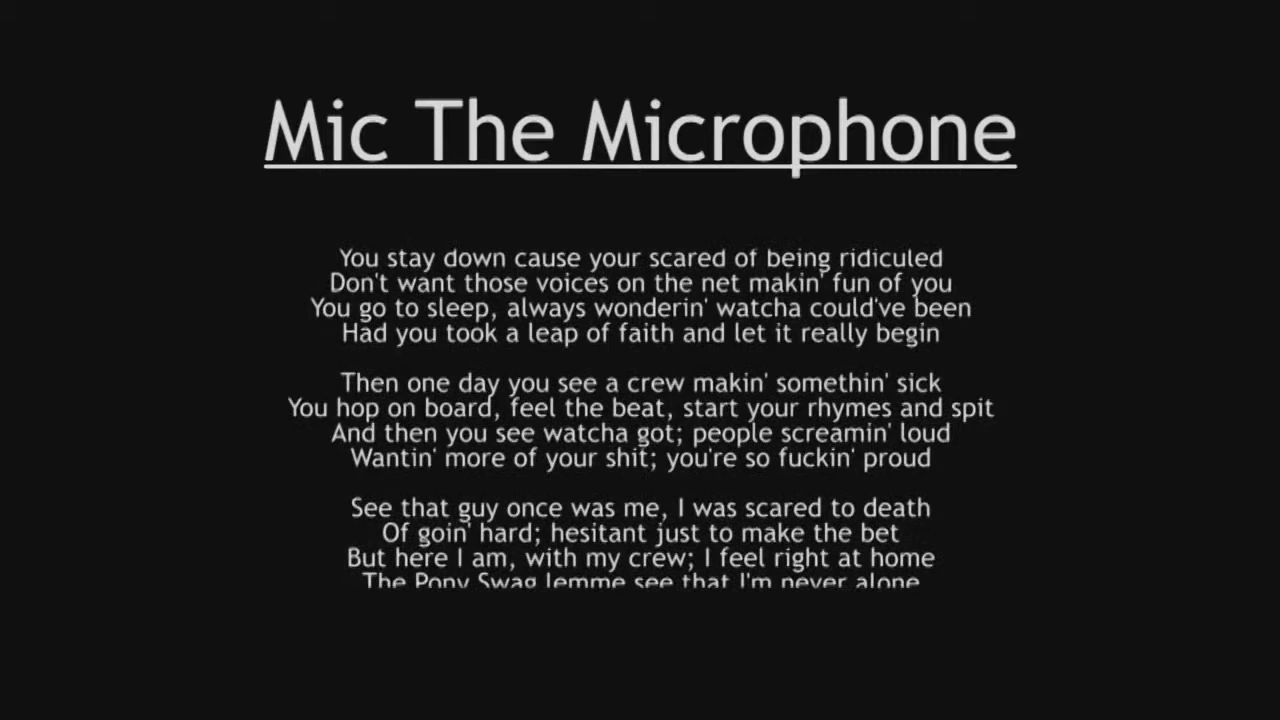 Mic The Microphone
You stay down cause your scared of being ridiculed
Don't want those voices on the net makin' fun of you
You go to sleep, always wonderin' watcha could've been
Had you took a leap of faith and let it really begin
Then one day you see a crew makin' somethin' sick
You hop on board, feel the beat, start your rhymes and spit
And then you see watcha got; people screamin' loud
Wantin' more of your shit; you're so fuckin' proud
See that guy once was me, I was scared to death
Of goin' hard; hesitant just to make the bet
But here I am, with my crew; I feel right at home
The Pony Swag lemme see that I'm never alone